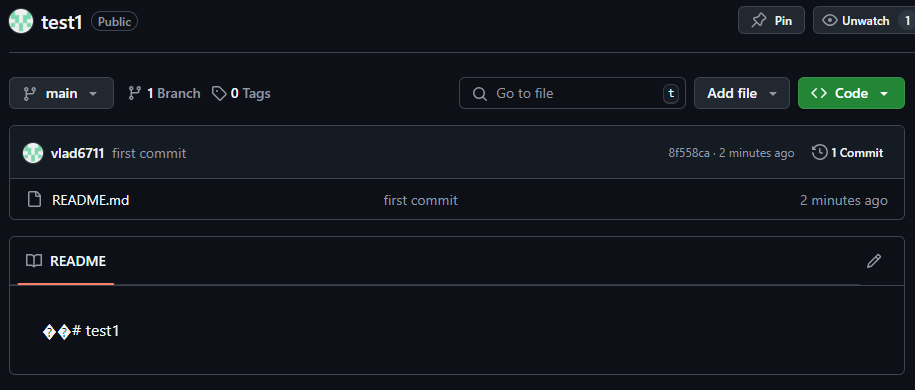 test1 Public Pin Unwatch 1
main 1 Branch 0 Tags Go to file t Add file Code
vlad6711 first commit 8f558ca · 2 minutes ago 1 Commit
README.md first commit 2 minutes ago
README
��# test1